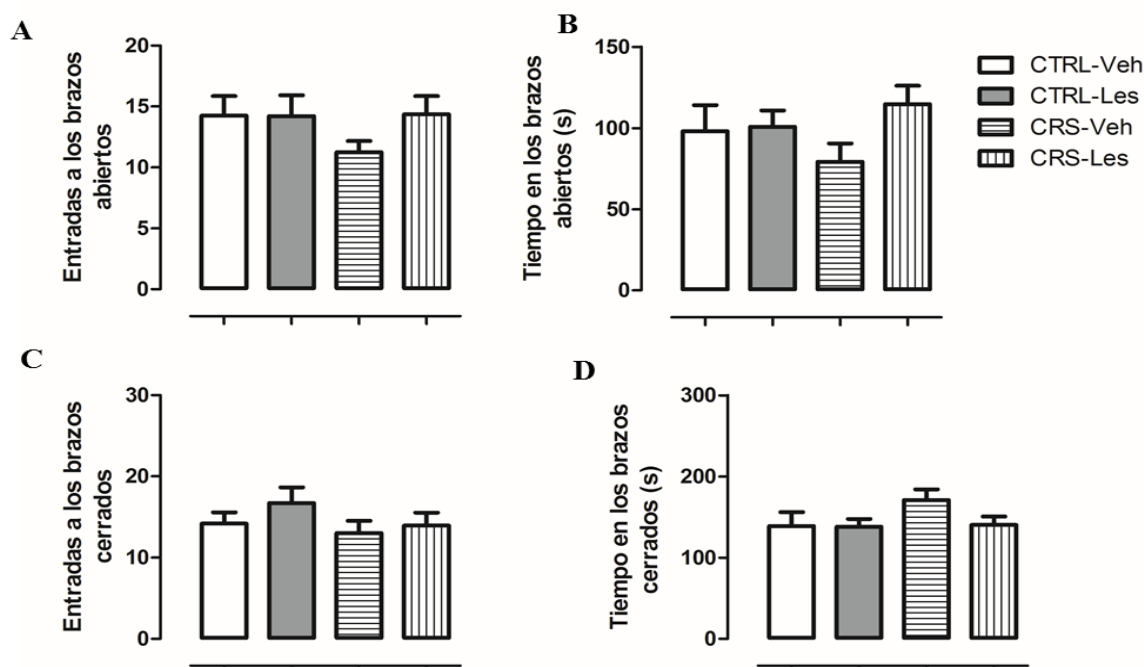 A
Entradas a los brazos
abiertos
20
15
10
5
0
B
Tiempo en los brazos
abiertos (s)
150
100
50
0
CTRL-Veh
CTRL-Les
CRS-Veh
CRS-Les
C
Entradas a los brazos
cerrados
30
20
10
0
D
Tiempo en los brazos
cerrados (s)
300
200
100
0